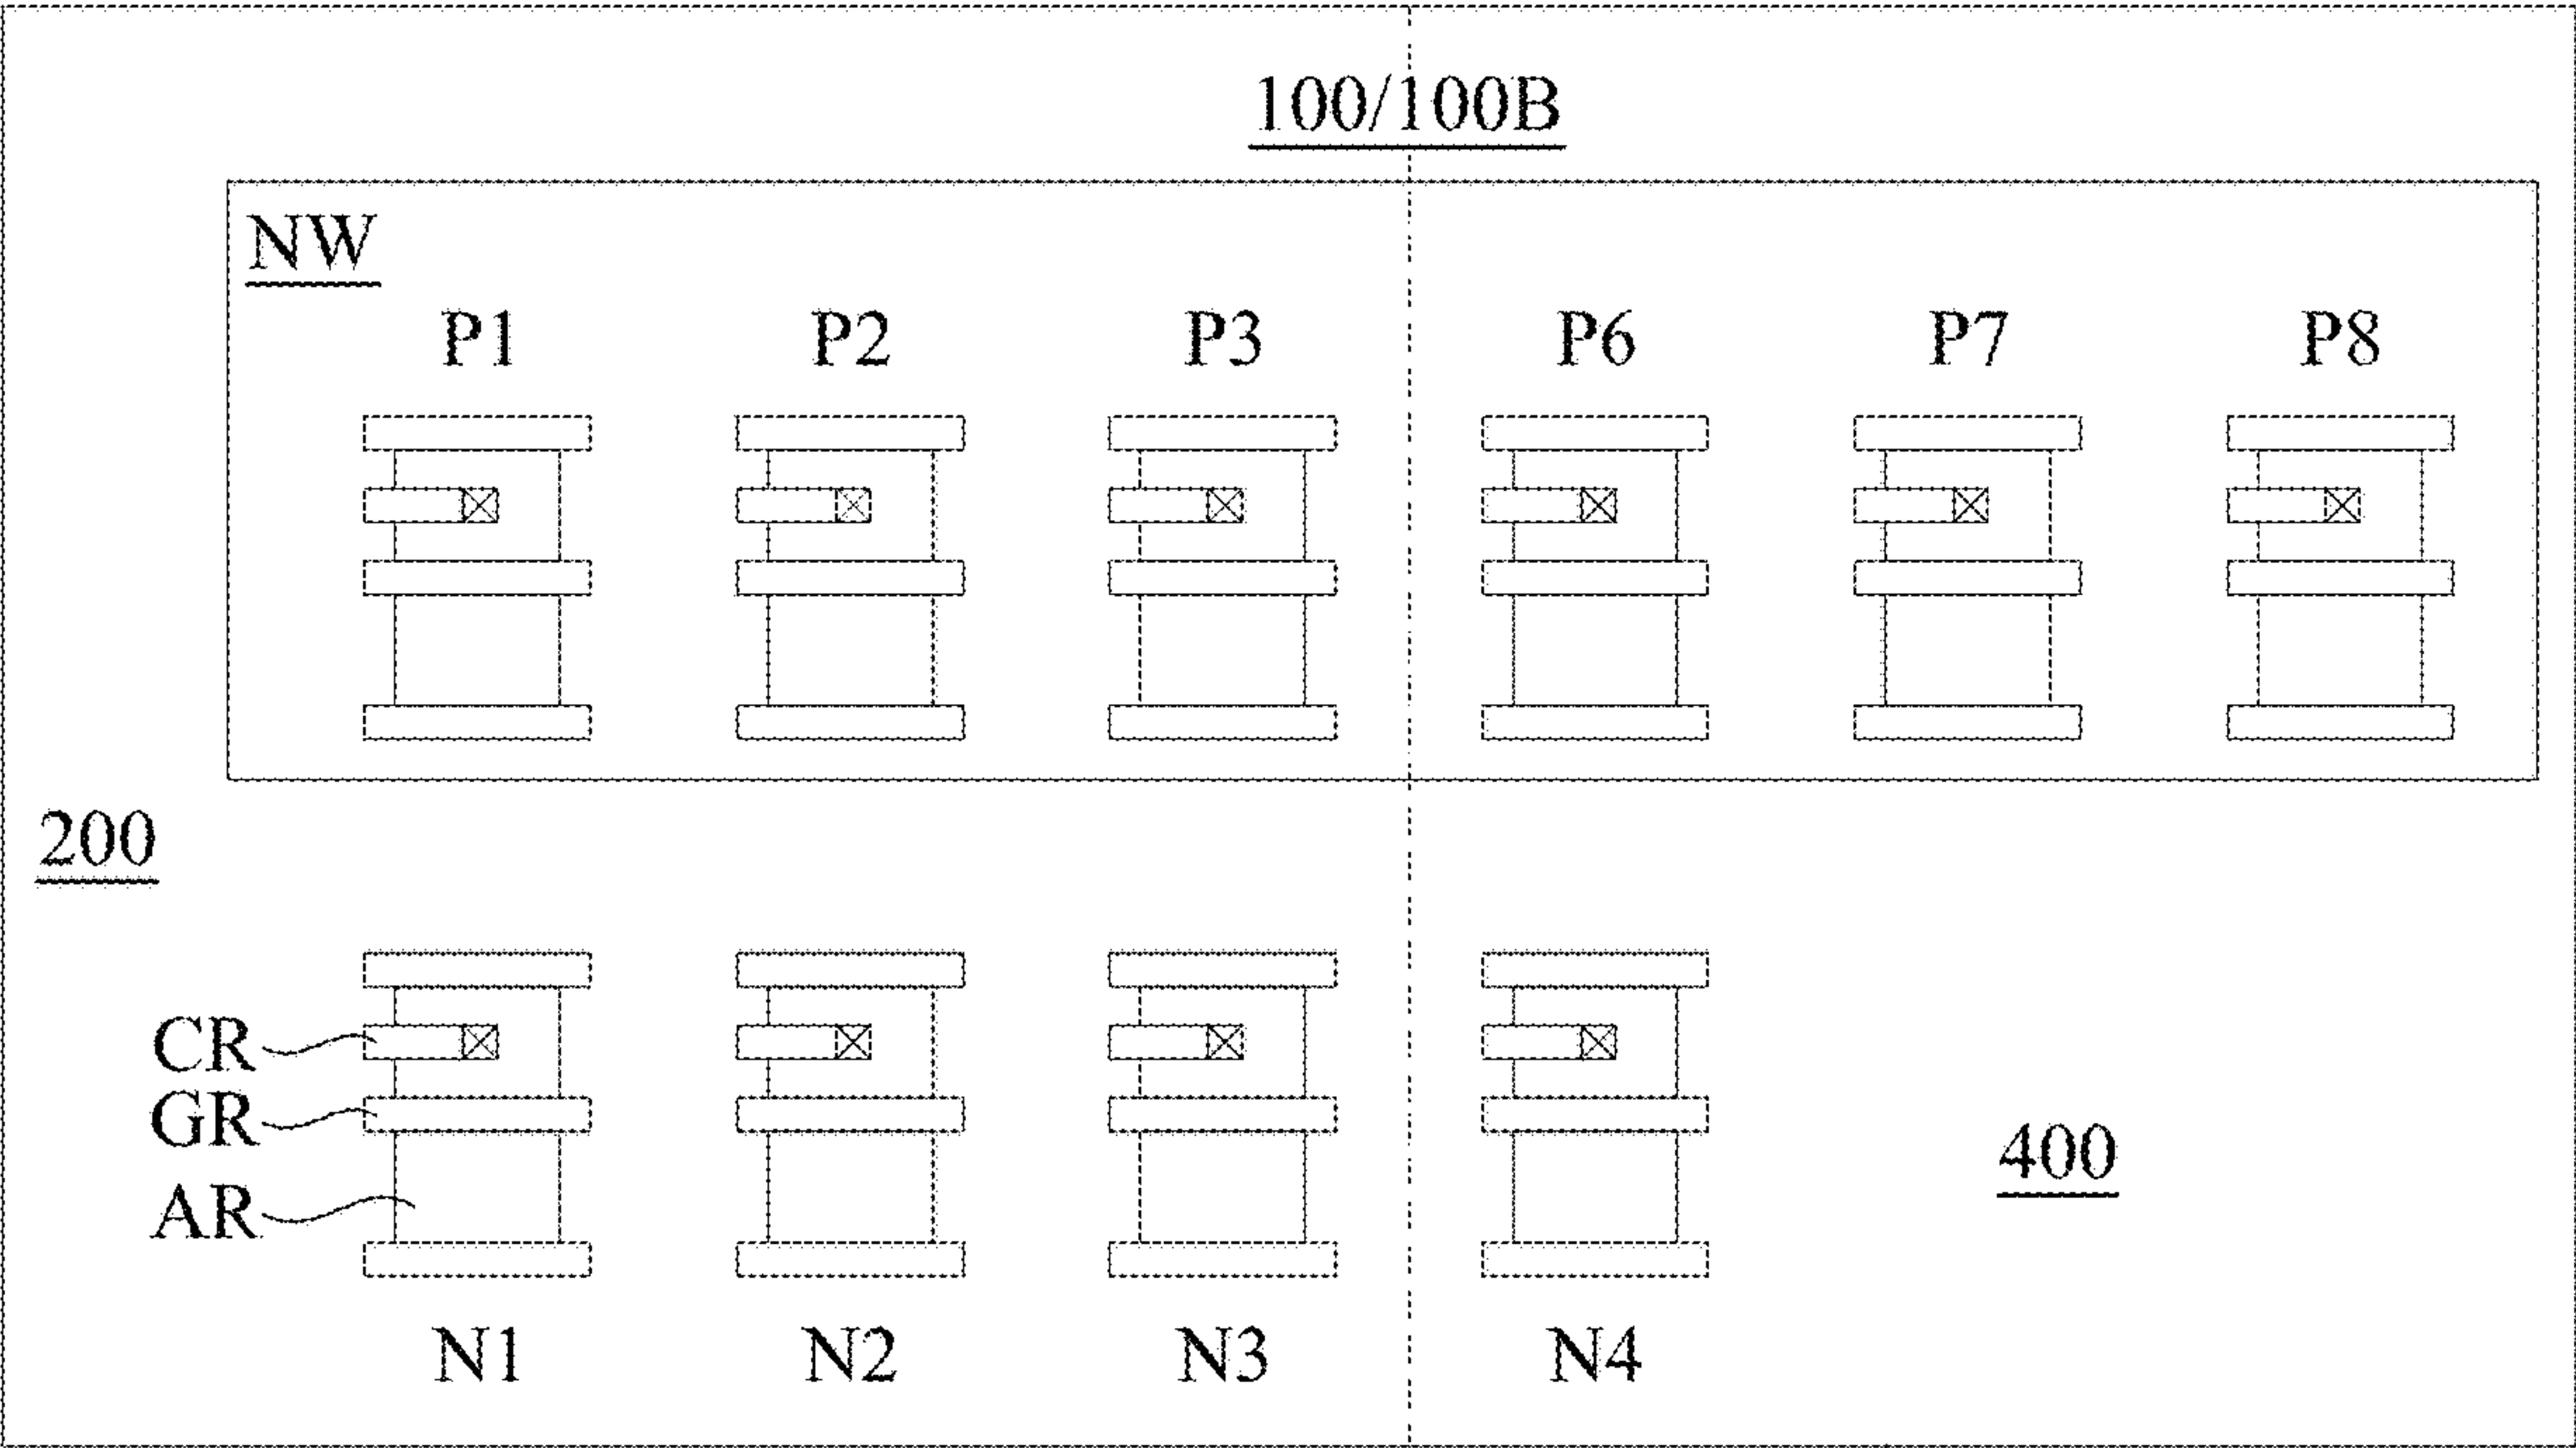 100/100B
NW
P1 P2 P3 P6 P7 P8
200
CR
GR
AR
400
N1 N2 N3 N4